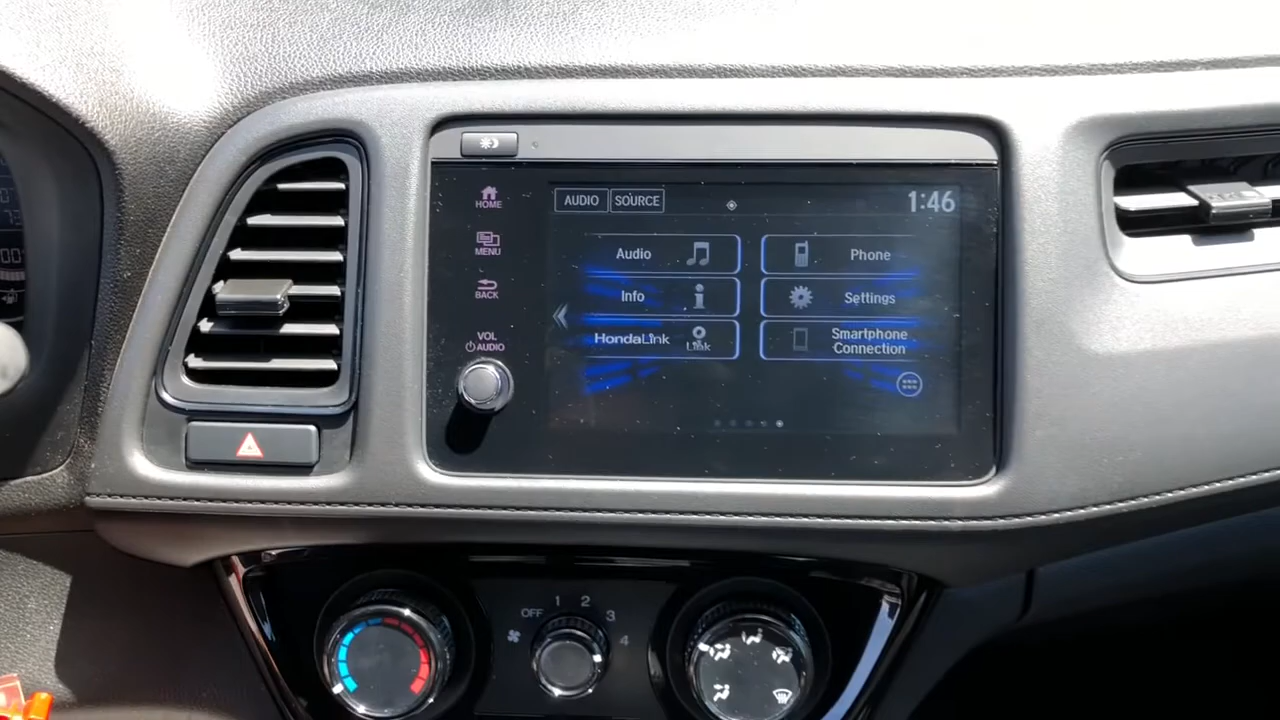 AUDIO SOURCE
1:46
HOME
MENU
BACK
VOL
AUDIO
Audio
Phone
Info
Settings
HondaLink
Link
Smartphone
Connection
OFF 1 2 3 4